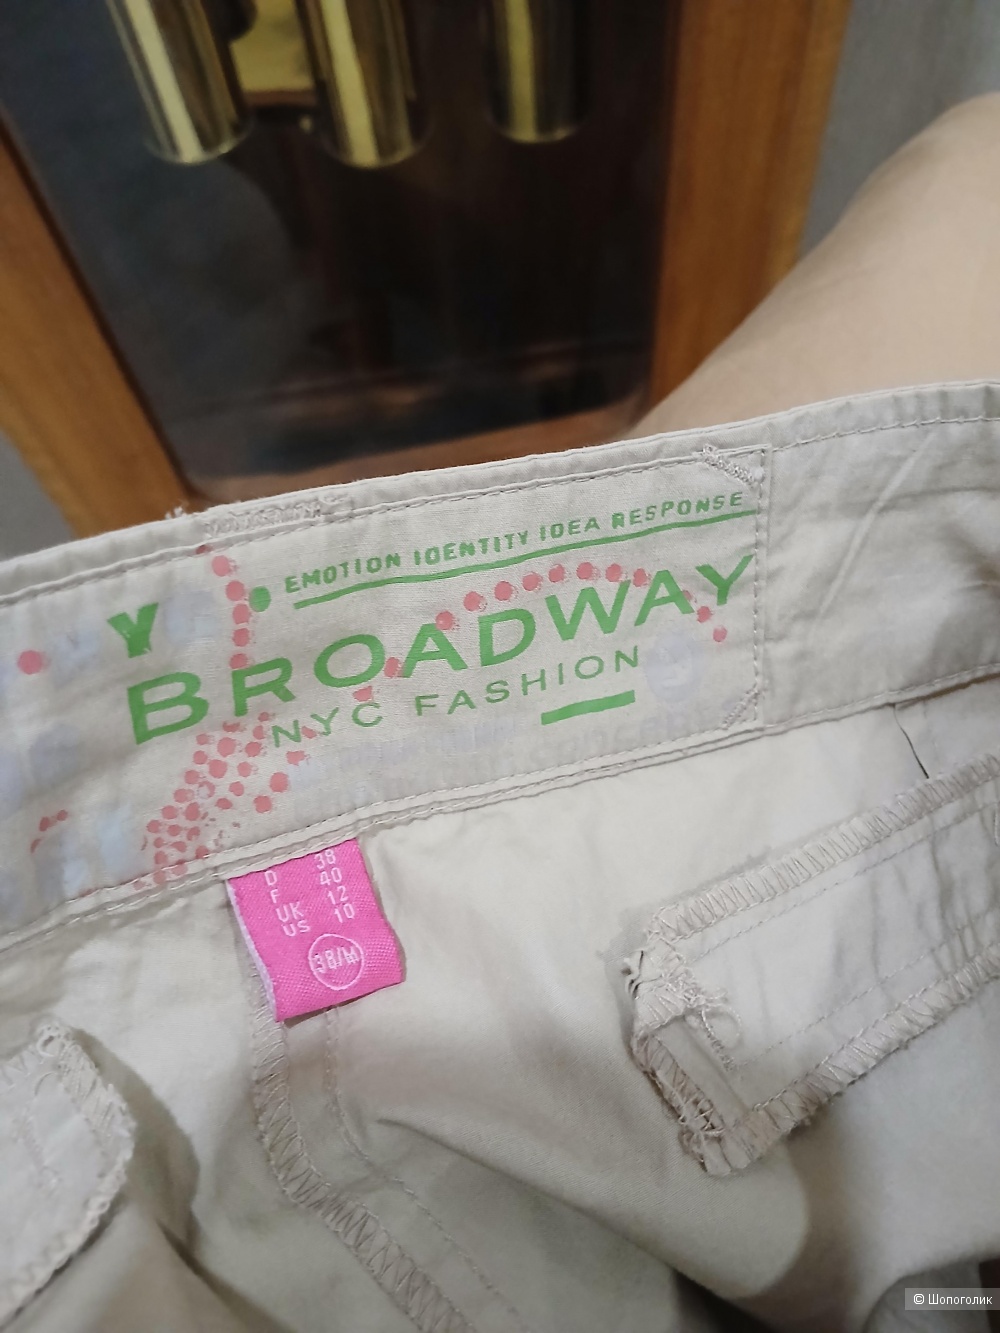 EMOTION IDENTITY IDEA RESPONSE
BROADWAY
NYC FASHION
D 38
F 40
UK 12
US 10
38/M
© Шопоголик